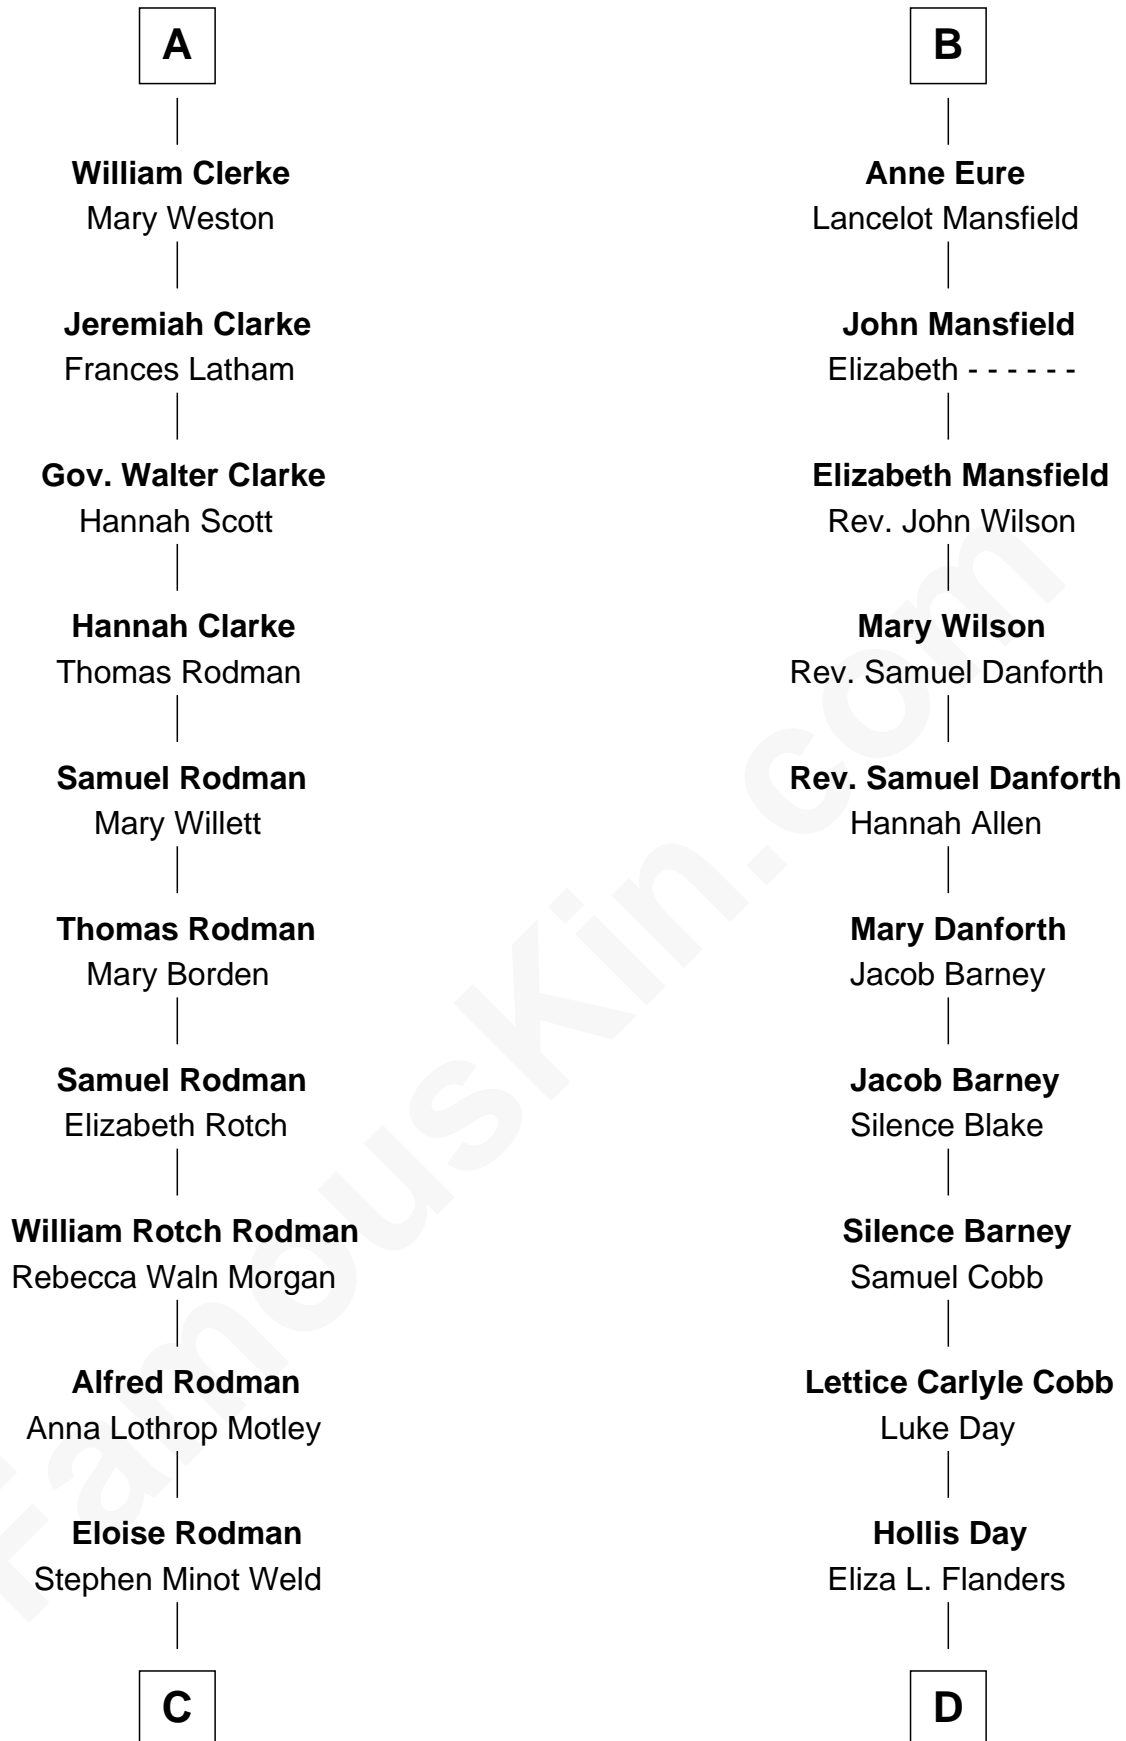 A
William Clerke
Mary Weston
Jeremiah Clarke
Frances Latham
Gov. Walter Clarke
Hannah Scott
Hannah Clarke
Thomas Rodman
Samuel Rodman
Mary Willett
Thomas Rodman
Mary Borden
Samuel Rodman
Elizabeth Rotch
William Rotch Rodman
Rebecca Waln Morgan
Alfred Rodman
Anna Lothrop Motley
Eloise Rodman
Stephen Minot Weld
C
B
Anne Eure
Lancelot Mansfield
John Mansfield
Elizabeth - - - - - -
Elizabeth Mansfield
Rev. John Wilson
Mary Wilson
Rev. Samuel Danforth
Rev. Samuel Danforth
Hannah Allen
Mary Danforth
Jacob Barney
Jacob Barney
Silence Blake
Silence Barney
Samuel Cobb
Lettice Carlyle Cobb
Luke Day
Hollis Day
Eliza L. Flanders
D
FamousKin.com